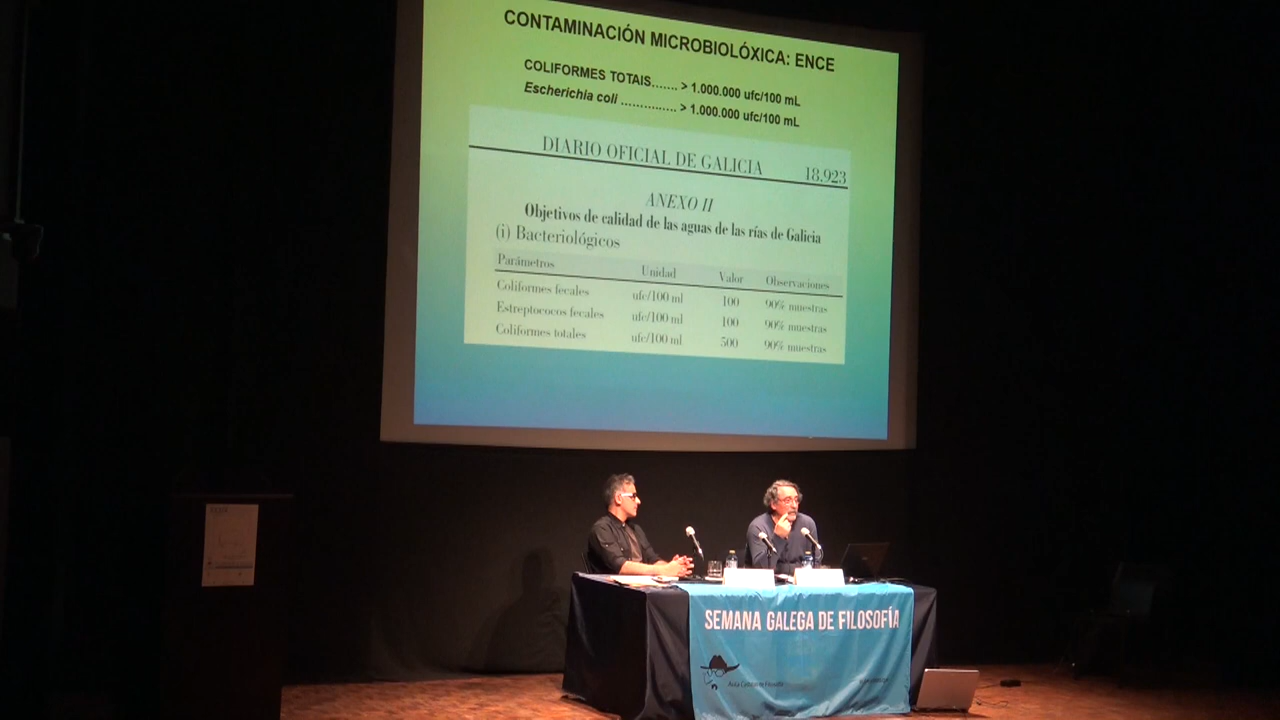 CONTAMINACIÓN MICROBIOLÓXICA: ENCE
COLIFORMES TOTAIS....... > 1.000.000 ufc/100 mL
Escherichia coli .............. > 1.000.000 ufc/100 mL
DIARIO OFICIAL DE GALICIA 18.923
ANEXO II
Objetivos de calidad de las aguas de las rías de Galicia
(i) Bacteriológicos
Parámetros Unidad Valor Observaciones
Coliformes fecales ufc/100 ml 100 90% muestras
Estreptococos fecales ufc/100 ml 100 90% muestras
Coliformes totales ufc/100 ml 500 90% muestras
SEMANA GALEGA DE FILOSOFÍA